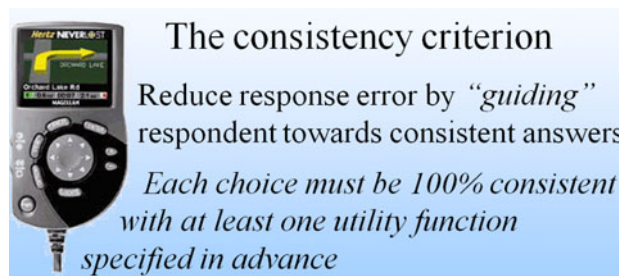 The consistency criterion
Hertz NEVERLOST
ORCHARD LAKE
Orchard Lake Rd
MAGELLAN
Reduce response error by "guiding"
respondent towards consistent answers
Each choice must be 100% consistent
with at least one utility function
specified in advance